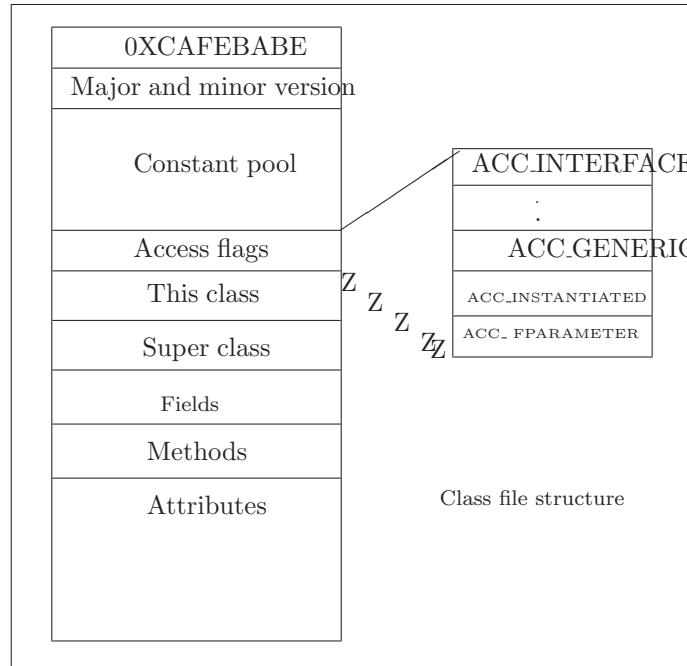 0XCAFEBABE
Major and minor version
Constant pool
Access flags
This class
Super class
Fields
Methods
Attributes
ACC_INTERFACE
.
.
ACC_GENERIC
ACC_INSTANTIATED
ACC_ FPARAMETER
Z
Z
Z
Z
Z
Class file structure